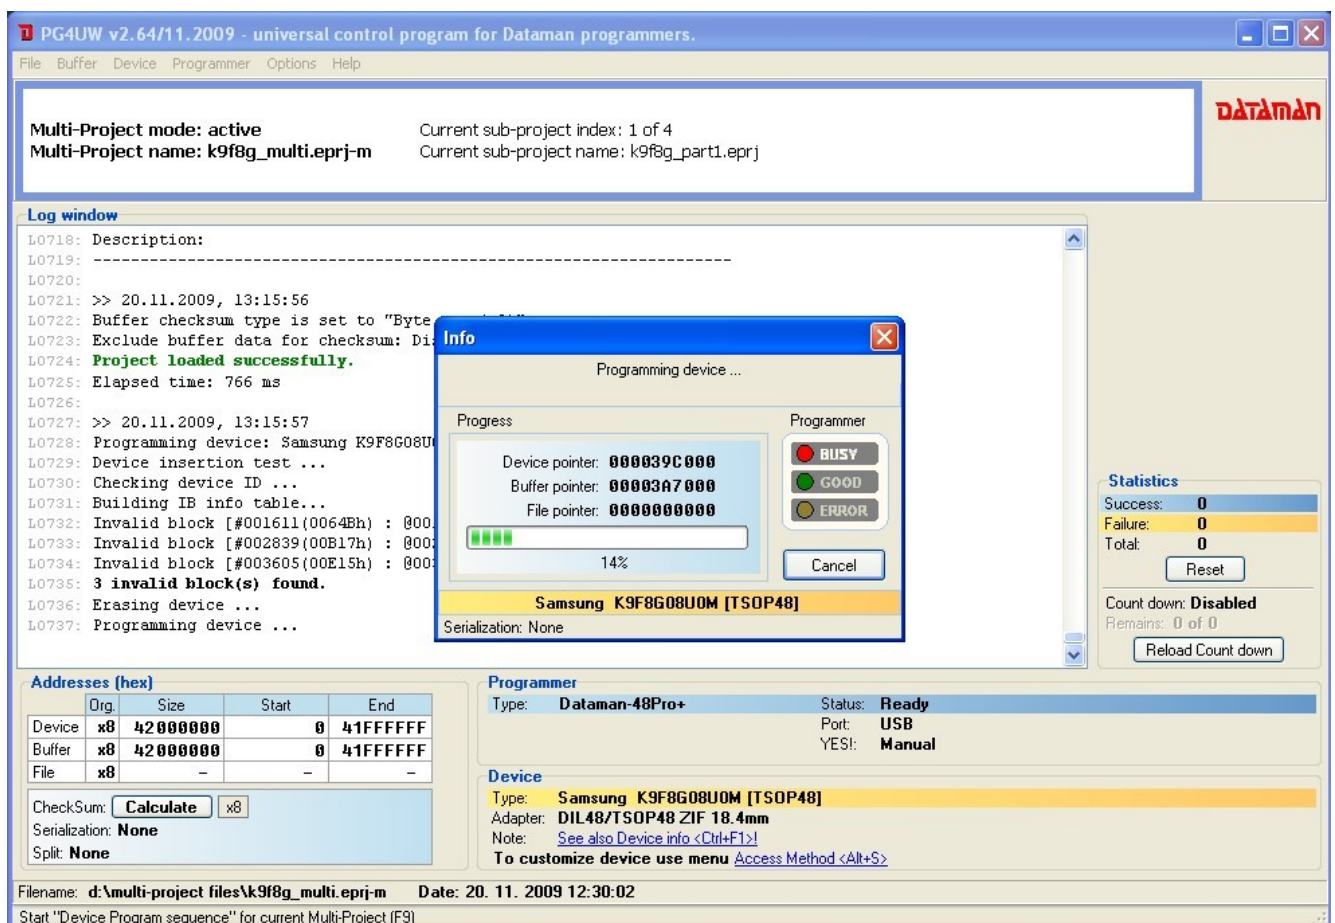 PG4UW v2.64/11.2009 - universal control program for Dataman programmers.
File Buffer Device Programmer Options Help
DATAMAN
Multi-Project mode: active Current sub-project index: 1 of 4
Multi-Project name: k9f8g_multi.eprj-m Current sub-project name: k9f8g_part1.eprj
Log window
L0718: Description:
L0719: --------------------------------------------------------------------
L0720:
L0721: >> 20.11.2009, 13:15:56
L0722: Buffer checksum type is set to "Byte
L0723: Exclude buffer data for checksum:
L0724: Project loaded successfully.
L0725: Elapsed time: 766 ms
L0726:
L0727: >> 20.11.2009, 13:15:57
L0728: Programming device: Samsung K9F8G08U
L0729: Device insertion test ...
L0730: Checking device ID ...
L0731: Building IB info table...
L0732: Invalid block [#001611(0064Bh) : @00
L0733: Invalid block [#002839(00B17h) : @00
L0734: Invalid block [#003605(00E15h) : @00
L0735: 3 invalid block(s) found.
L0736: Erasing device ...
L0737: Programming device ...
Info
Programming device ...
Progress
Device pointer: 000039C000
Buffer pointer: 00003A7000
File pointer: 0000000000
14%
Programmer
BUSY
GOOD
ERROR
Cancel
Samsung K9F8G08U0M [TSOP48]
Serialization: None
Statistics
Success: 0
Failure: 0
Total: 0
Reset
Count down: Disabled
Remains: 0 of 0
Reload Count down
Addresses (hex)
Org. Size Start End
Device x8 42000000 0 41FFFFFF
Buffer x8 42000000 0 41FFFFFF
File x8 - - -
CheckSum: Calculate x8
Serialization: None
Split: None
Programmer
Type: Dataman-48Pro+ Status: Ready
Port: USB
YES!: Manual
Device
Type: Samsung K9F8G08U0M [TSOP48]
Adapter: DIL48/TSOP48 ZIF 18.4mm
Note: See also Device info <Ctrl+F1>!
To customize device use menu Access Method <Alt+S>
Filename: d:\multi-project files\k9f8g_multi.eprj-m Date: 20. 11. 2009 12:30:02
Start "Device Program sequence" for current Multi-Project (F9)